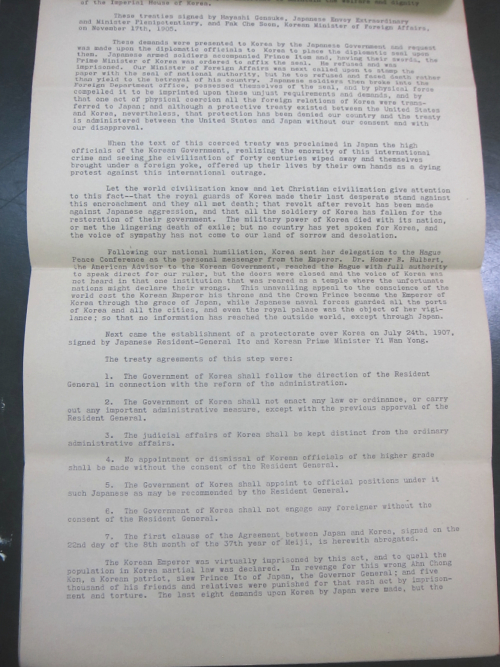 of the Imperial House of Korea.
These treaties signed by Hayashi Gonsuke, Japanese Envoy Extraordinary
and Minister Plenipotentiary, and Pak Che Soon, Korean Minister of Foreign Affairs,
on November 17th, 1905.
These demands were presented to Korea by the Japanese Government and request
was made upon the diplomatic officials to Korea to place the diplomatic seal upon
them. Japanese armed soldiers accompanied Prince Itom and, baring their swords, the
Prime Minister of Korea was ordered to affix the seal. He refused and was
imprisoned. Our Minister of Foreign Affairs was next called upon to stamp the
paper with the seal of national authority, but he too refused and faced death rather
than yield to the betrayal of his country. Japanese soldiers then broke into the
Foreign Department office, possessed themselves of the seal, and by physical force
compelled it to be imprinted upon these unjust requirements and demands, and by
that one act of physical coercion all the foreign relations of Korea were trans-
ferred to Japan; and although a protective treaty existed between the United States
and Korea, nevertheless, that protection has been denied our country and the treaty
is administered between the United States and Japan without our consent and with
our disapproval.
When the test of this coerced treaty was proclaimed in Japan the high
officials of the Korean Government, realizing the enormity of this international
crime and seeing the civilization of forty centuries wiped away and themselves
brought under a foreign yoke, offered up their lives by their own hands as a dying
protest against this international outrage.
Let the world civilization know and let Christian civilization give attention
to this fact--that the royal guards of Korea made their last desperate stand against
this encroachment and they all met death; that revolt after revolt has been made
against Japanese aggression, and that all the soldiery of Korea has fallen for the
restoration of their government. The military power of Korea died with its nation,
or met the lingering death of exile; but no country has yet spoken for Korea, and
the voice of sympathy has not come to our land of sorrow and desolation.
Following our national humiliation, Korea sent her delegation to the Hague
Peace Conference as the personal messenger from the Emperor. Dr. Homer B. Hulbert,
the American Advisor to the Korean Government, reached the Hague with full authority
to speak direct for our ruler, but the doors were closed and the voice of Korea was
not heard in that one institution that was reared as a temple where the unfortunate
nations might declare their wrongs. This unavailing appeal to the conscience of the
world cost the Korean Emperor his throne and the Crown Prince became the Emperor of
Korea through the grace of Japan, while Japanese naval forces guarded all the ports
of Korea and all the cities, and even the royal palace was the object of her vigi-
lance; so that no information has reached the outside world, except through Japan.
Next came the establishment of a protectorate over Korea on July 24th, 1907,
signed by Japanese Resident-General Ito and Korean Prime Minister Yi Wan Yong.
The treaty agreements of this step were:
1. The Government of Korea shall follow the direction of the Resident
General in connection with the reform of the administration.
2. The Government of Korea shall not enact any law or ordinance, or carry
out any important administrative measure, except with the previous approval of the
Resident General.
3. The judicial affairs of Korea shall be kept distinct from the ordinary
administrative affairs.
4. No appointment or dismissal of Korean officials of the higher grade
shall be made without the consent of the Resident General.
5. The Government of Korea shall appoint to official positions under it
such Japanese as may be recommended by the Resident General.
6. The Government of Korea shall not engage any foreigner without the
consent of the Resident General.
7. The first clause of the Agreement between Japan and Korea, signed on the
22nd day of the 8th month of the 37th year of Meiji, is herewith abrogated.
The Korean Emperor was virtually imprisoned by this act, and to quell the
population in Korea martial law was declared. In revenge for this wrong Ahn Chong
Kon, a Korean patriot, slew Prince Ito of Japan, the Governor General; and five
thousand of his friends and relatives were punished for that rash act by imprison-
ment and torture. The last eight demands upon Korea by Japan were made, but the